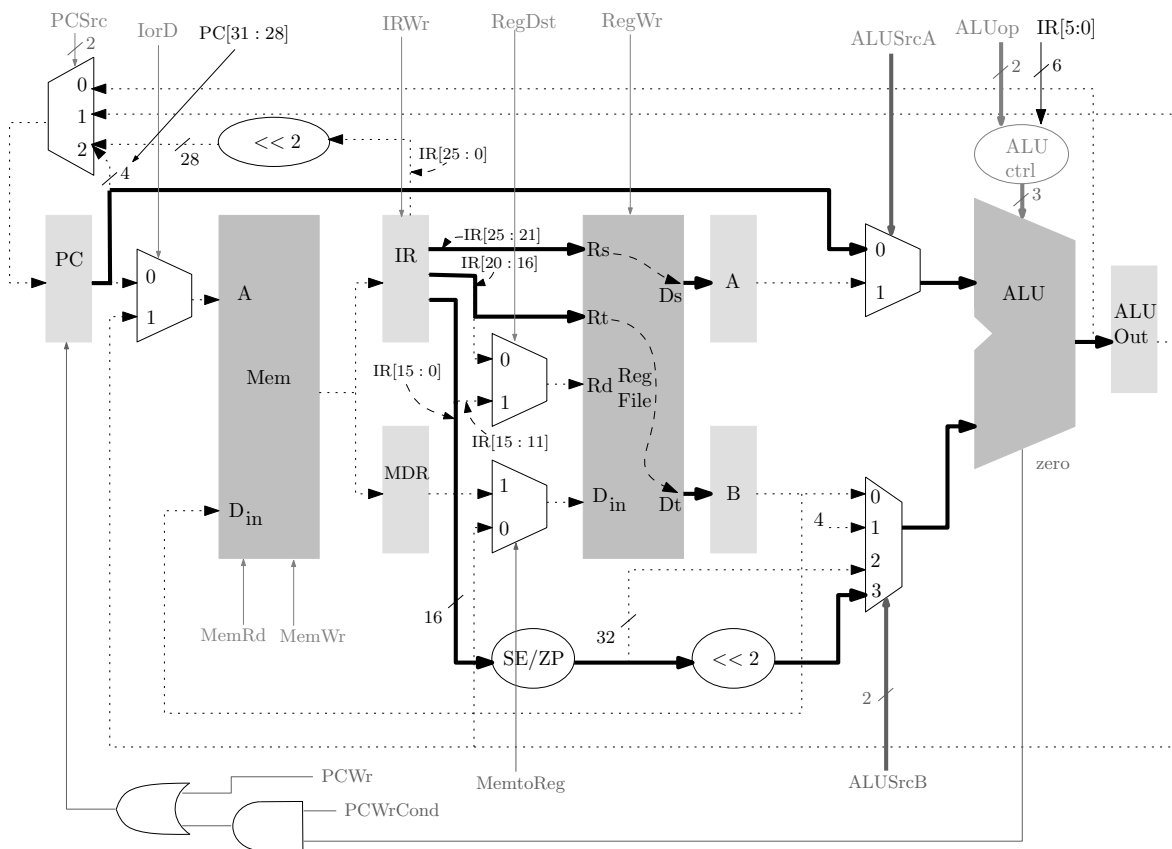 PCSrc
2
IorD
PC[31 : 28]
IRWr
RegDst
RegWr
ALUSrcA
ALUop
IR[5:0]
2
6
0
1
2
<< 2
28
4
IR[25 : 0]
ALU
ctrl
3
PC
0
1
A
Mem
D in
IR
IR[25 : 21]
IR[20 : 16]
Rs
Rt
Ds
A
0
1
ALU
ALU
Out
IR[15 : 0]
0
1
Rd
Reg
File
IR[15 : 11]
MDR
1
0
D in
Dt
B
4
0
1
2
3
zero
MemRd
MemWr
16
SE/ZP
32
<< 2
2
PCWr
PCWrCond
MemtoReg
ALUSrcB